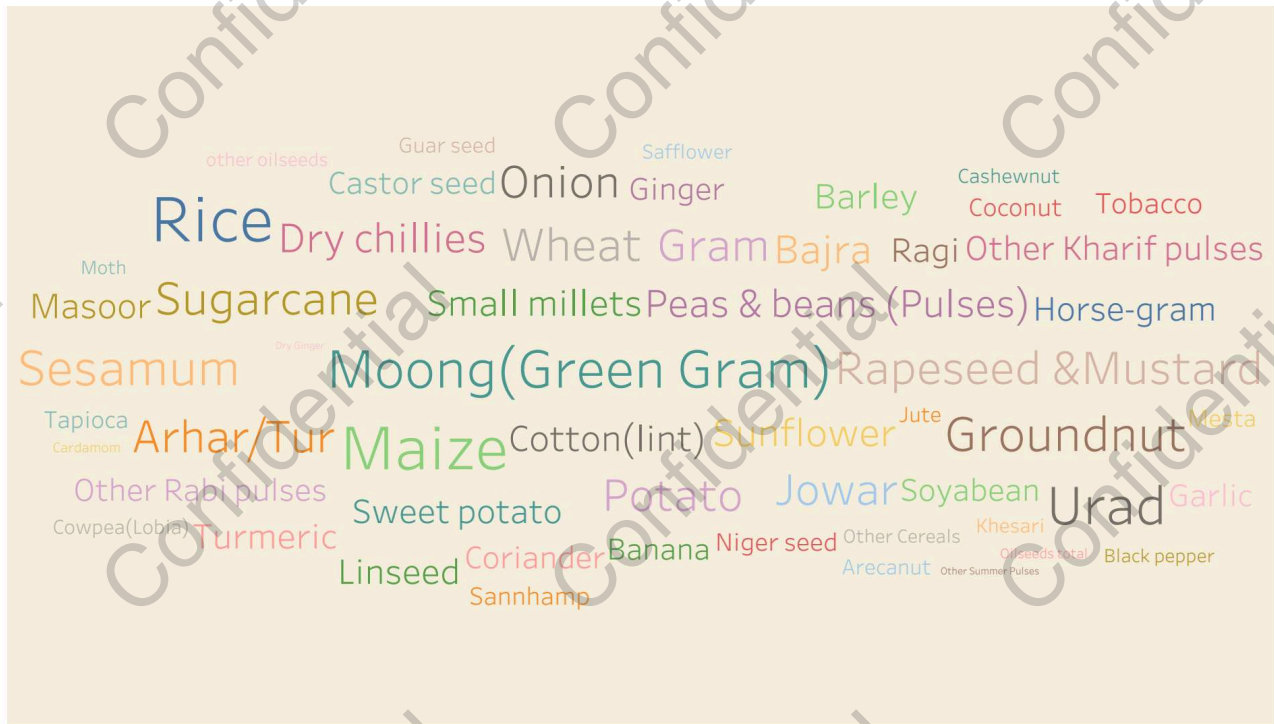 Guar seed
Safflower
other oilseeds
Castor seed Onion Ginger Barley Cashewnut
Coconut Tobacco
Rice Dry chillies Wheat Gram Bajra Ragi Other Kharif pulses
Moth
Masoor Sugarcane Small millets Peas & beans (Pulses) Horse-gram
Dry Ginger
Sesamum Moong(Green Gram) Rapeseed &Mustard
Tapioca Jute Mesta
Cardamom Arhar/Tur Maize Cotton(lint) Sunflower Groundnut
Other Rabi pulses Potato Jowar Soyabean Urad Garlic
Sweet potato
Cowpea(Lobia) Turmeric Niger seed Other Cereals Khesari
Coriander Banana Oilseeds total Black pepper
Linseed Arecanut Other Summer Pulses
Sannhamp
Confidential
Confidential
Confidential